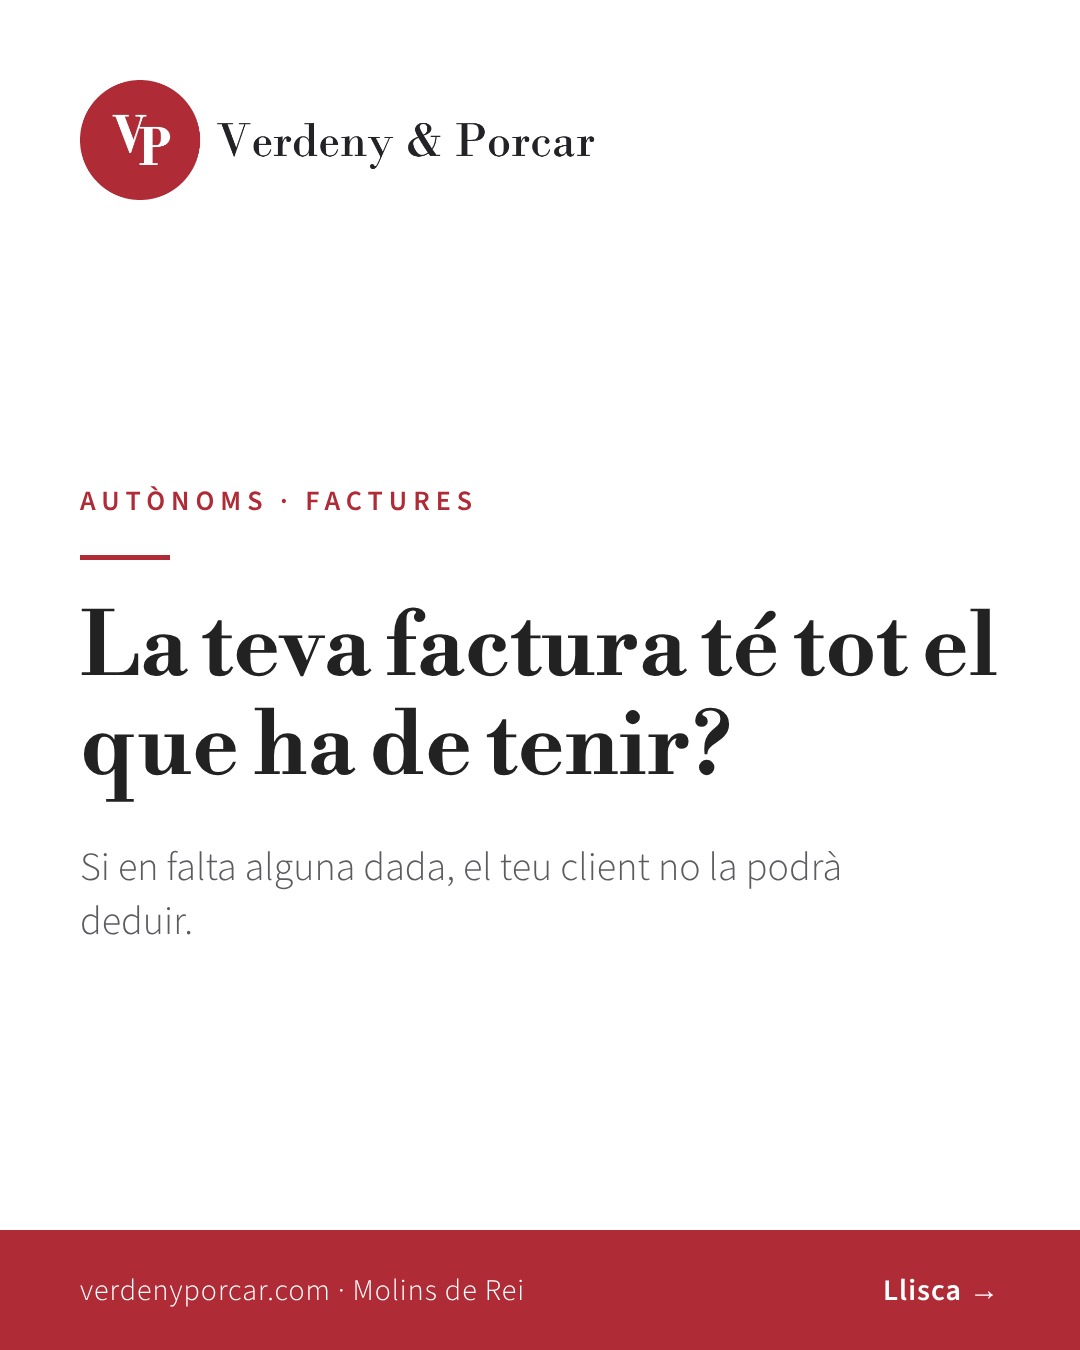 VP
Verdeny & Porcar
AUTÒNOMS · FACTURES
La teva factura té tot el
que ha de tenir?
Si en falta alguna dada, el teu client no la podrà
deduir.
verdenyporcar.com · Molins de Rei
Llisca →